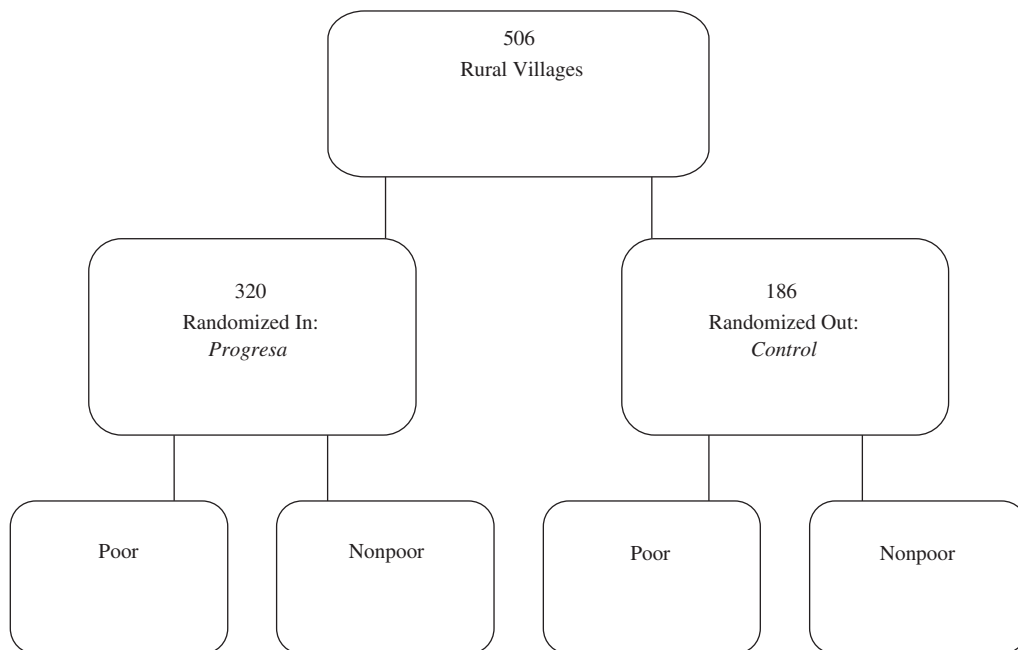 506
Rural Villages
320
Randomized In:
Progresa
186
Randomized Out:
Control
Poor
Nonpoor
Poor
Nonpoor